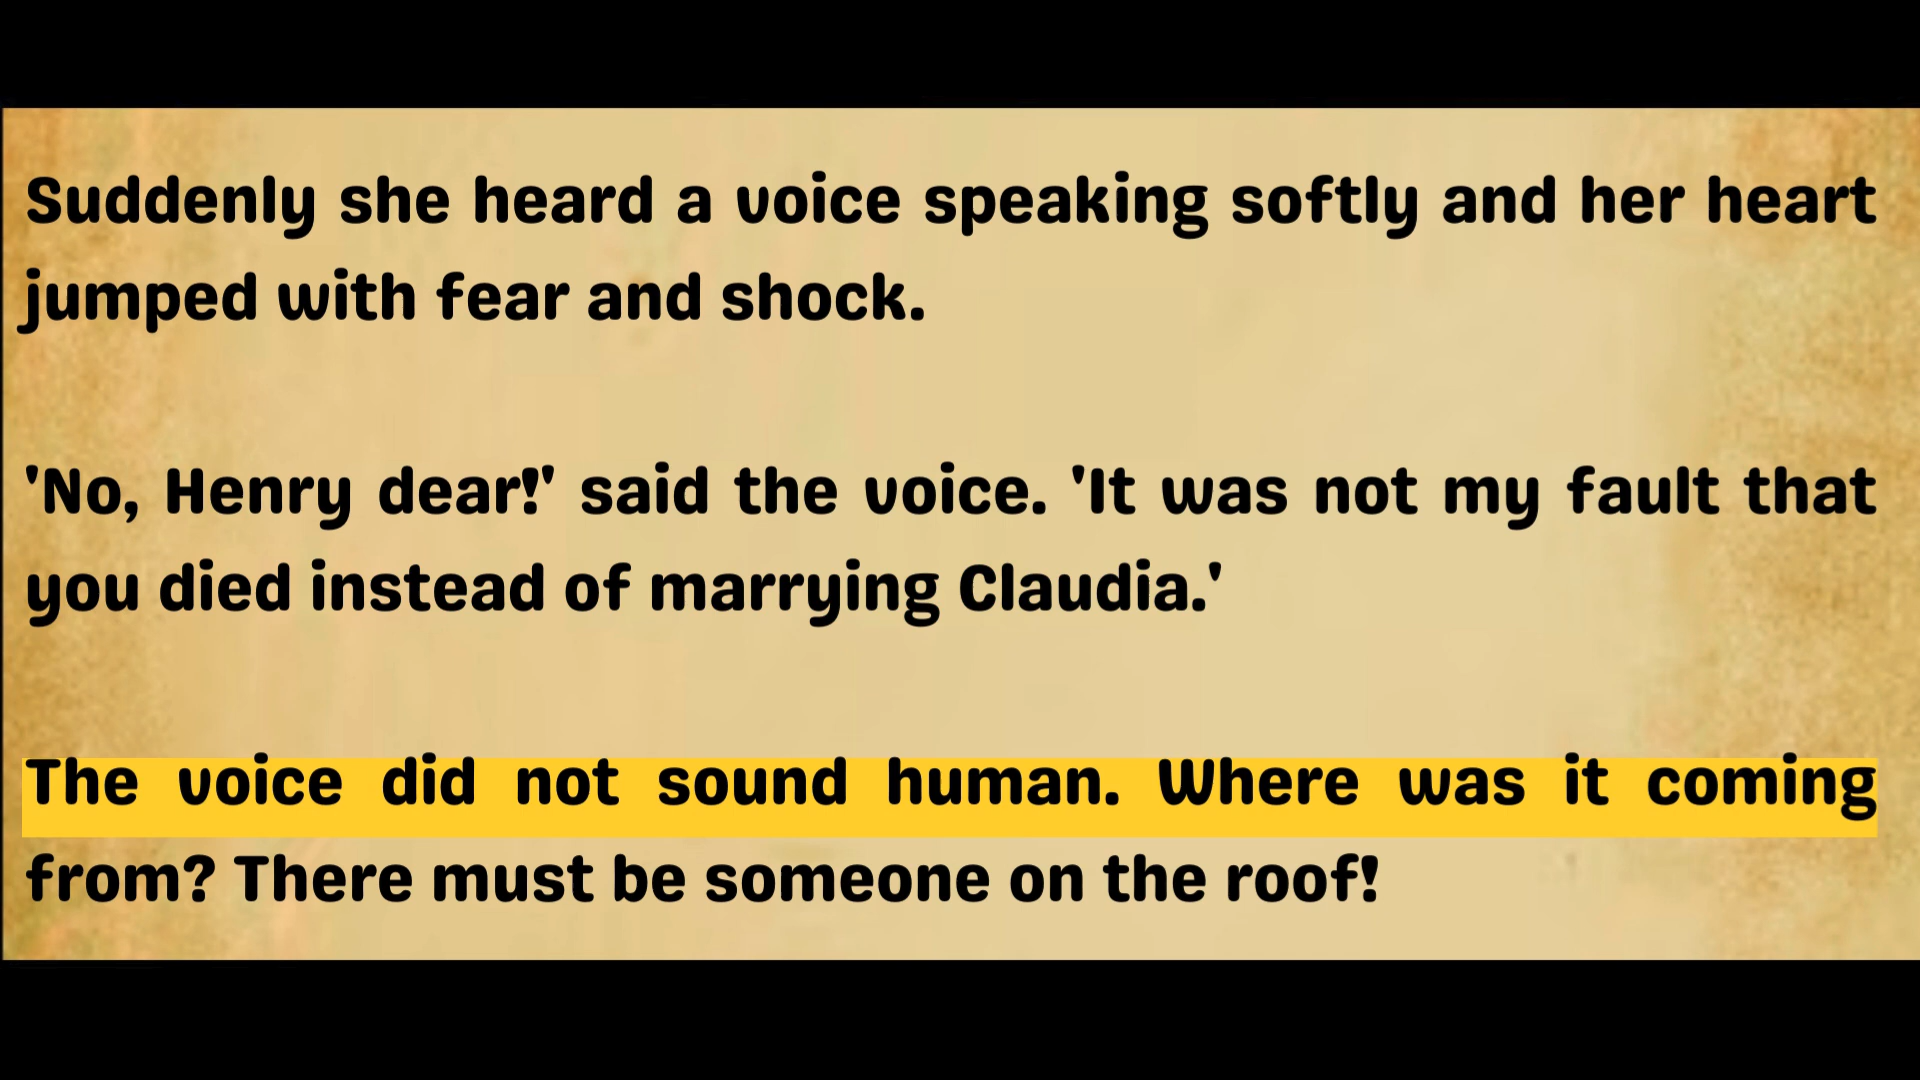 Suddenly she heard a voice speaking softly and her heart
jumped with fear and shock.
'No, Henry dear!' said the voice. 'It was not my fault that
you died instead of marrying Claudia.'
The voice did not sound human. Where was it coming
from? There must be someone on the roof!